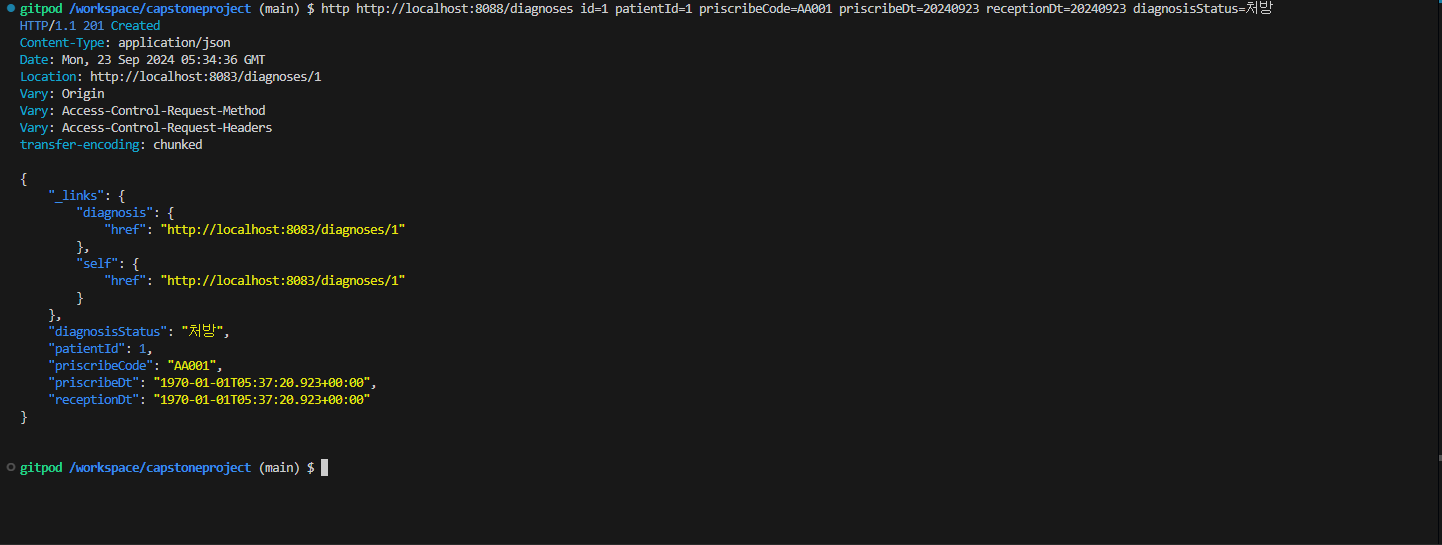 gitpod /workspace/capstoneproject (main) $ http http://localhost:8088/diagnoses id=1 patientId=1 priscribeCode=AA001 priscribeDt=20240923 receptionDt=20240923 diagnosisStatus=처방
HTTP/1.1 201 Created
Content-Type: application/json
Date: Mon, 23 Sep 2024 05:34:36 GMT
Location: http://localhost:8083/diagnoses/1
Vary: Origin
Vary: Access-Control-Request-Method
Vary: Access-Control-Request-Headers
transfer-encoding: chunked
{
    "_links": {
        "diagnosis": {
            "href": "http://localhost:8083/diagnoses/1"
        },
        "self": {
            "href": "http://localhost:8083/diagnoses/1"
        }
    },
    "diagnosisStatus": "처방",
    "patientId": 1,
    "priscribeCode": "AA001",
    "priscribeDt": "1970-01-01T05:37:20.923+00:00",
    "receptionDt": "1970-01-01T05:37:20.923+00:00"
}
gitpod /workspace/capstoneproject (main) $